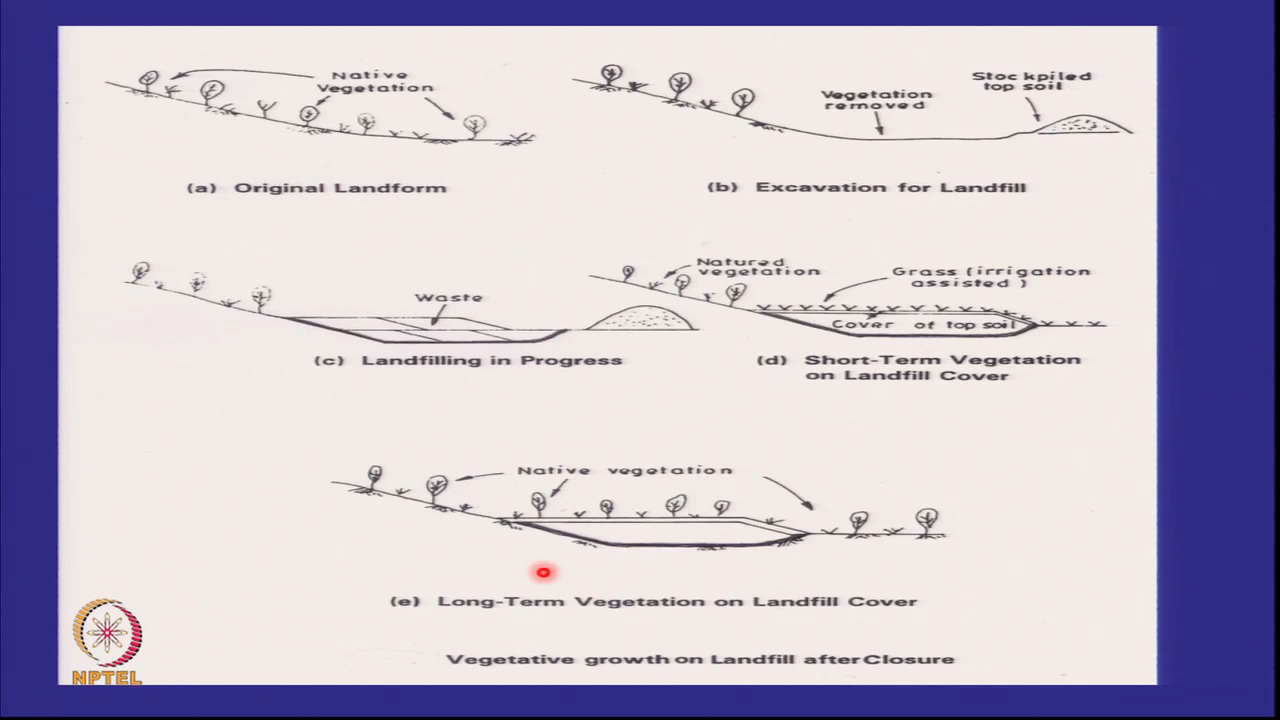 Native
Vegetation
(a) Original Landform
Vegetation
removed
Stockpiled
top soil
(b) Excavation for Landfill
Waste
(c) Landfilling in Progress
Natured
vegetation
Grass (irrigation
assisted)
Cover of top soil
(d) Short-Term Vegetation
on Landfill Cover
Native vegetation
(e) Long-Term Vegetation on Landfill Cover
Vegetative growth on Landfill after Closure
NPTEL